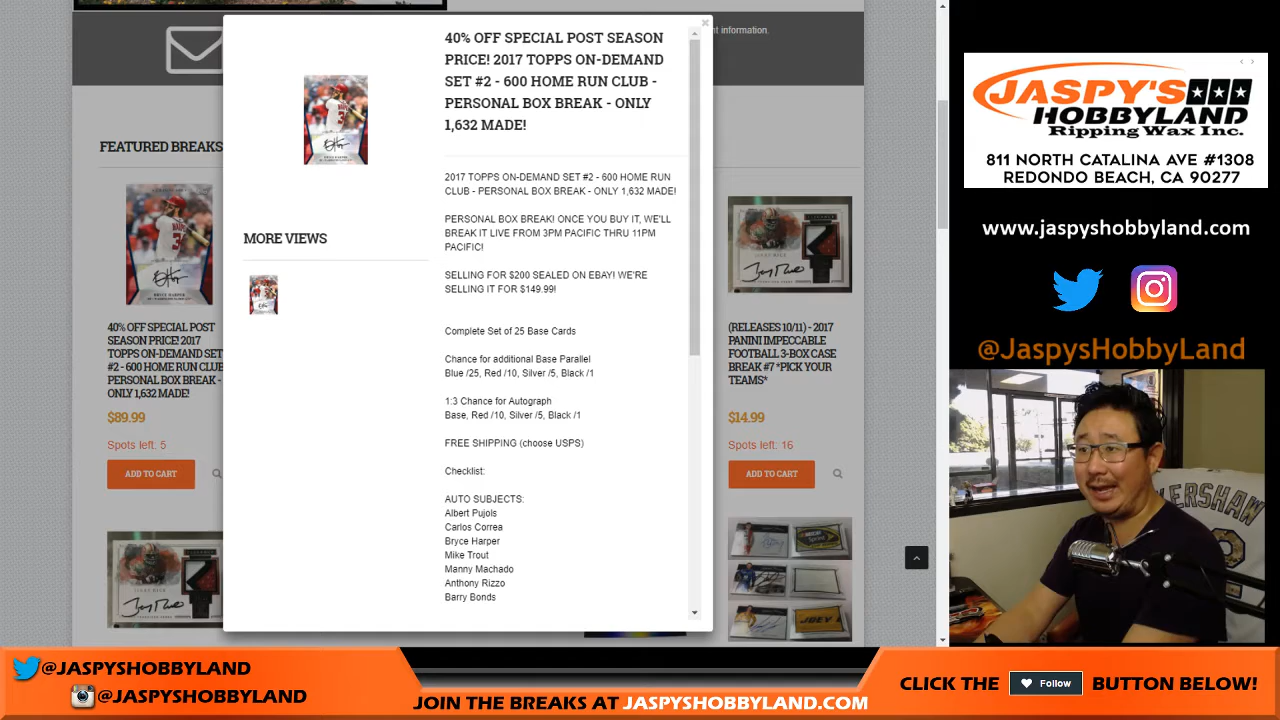 nt information.
FEATURED BREAKS
40% OFF SPECIAL POST SEASON
PRICE! 2017 TOPPS ON-DEMAND
SET #2 - 600 HOME RUN CLUB -
PERSONAL BOX BREAK - ONLY
1,632 MADE!
2017 TOPPS ON-DEMAND SET #2 - 600 HOME RUN
CLUB - PERSONAL BOX BREAK - ONLY 1,632 MADE!
PERSONAL BOX BREAK! ONCE YOU BUY IT, WE'LL
BREAK IT LIVE FROM 3PM PACIFIC THRU 11PM
PACIFIC!
SELLING FOR $200 SEALED ON EBAY! WE'RE
SELLING IT FOR $149.99!
Complete Set of 25 Base Cards
Chance for additional Base Parallel
Blue /25, Red /10, Silver /5, Black /1
1:3 Chance for Autograph
Base, Red /10, Silver /5, Black /1
FREE SHIPPING (choose USPS)
Checklist:
AUTO SUBJECTS:
Albert Pujols
Carlos Correa
Bryce Harper
Mike Trout
Manny Machado
Anthony Rizzo
Barry Bonds
MORE VIEWS
40% OFF SPECIAL POST
SEASON PRICE! 2017
TOPPS ON-DEMAND SET
#2 - 600 HOME RUN CLUB
PERSONAL BOX BREAK -
ONLY 1,632 MADE!
$89.99
Spots left: 5
ADD TO CART
(RELEASES 10/11) - 2017
PANINI IMPECCABLE
FOOTBALL 3-BOX CASE
BREAK #7 *PICK YOUR
TEAMS*
$14.99
Spots left: 16
ADD TO CART
JASPY'S
HOBBYLAND
Ripping Wax Inc.
811 NORTH CATALINA AVE #1308
REDONDO BEACH, CA 90277
www.jaspyshobbyland.com
@JaspysHobbyLand
ERSHAW
@JASPYSHOBBYLAND
@JASPYSHOBBYLAND
JOIN THE BREAKS AT JASPYSHOBBYLAND.COM
CLICK THE Follow BUTTON BELOW!